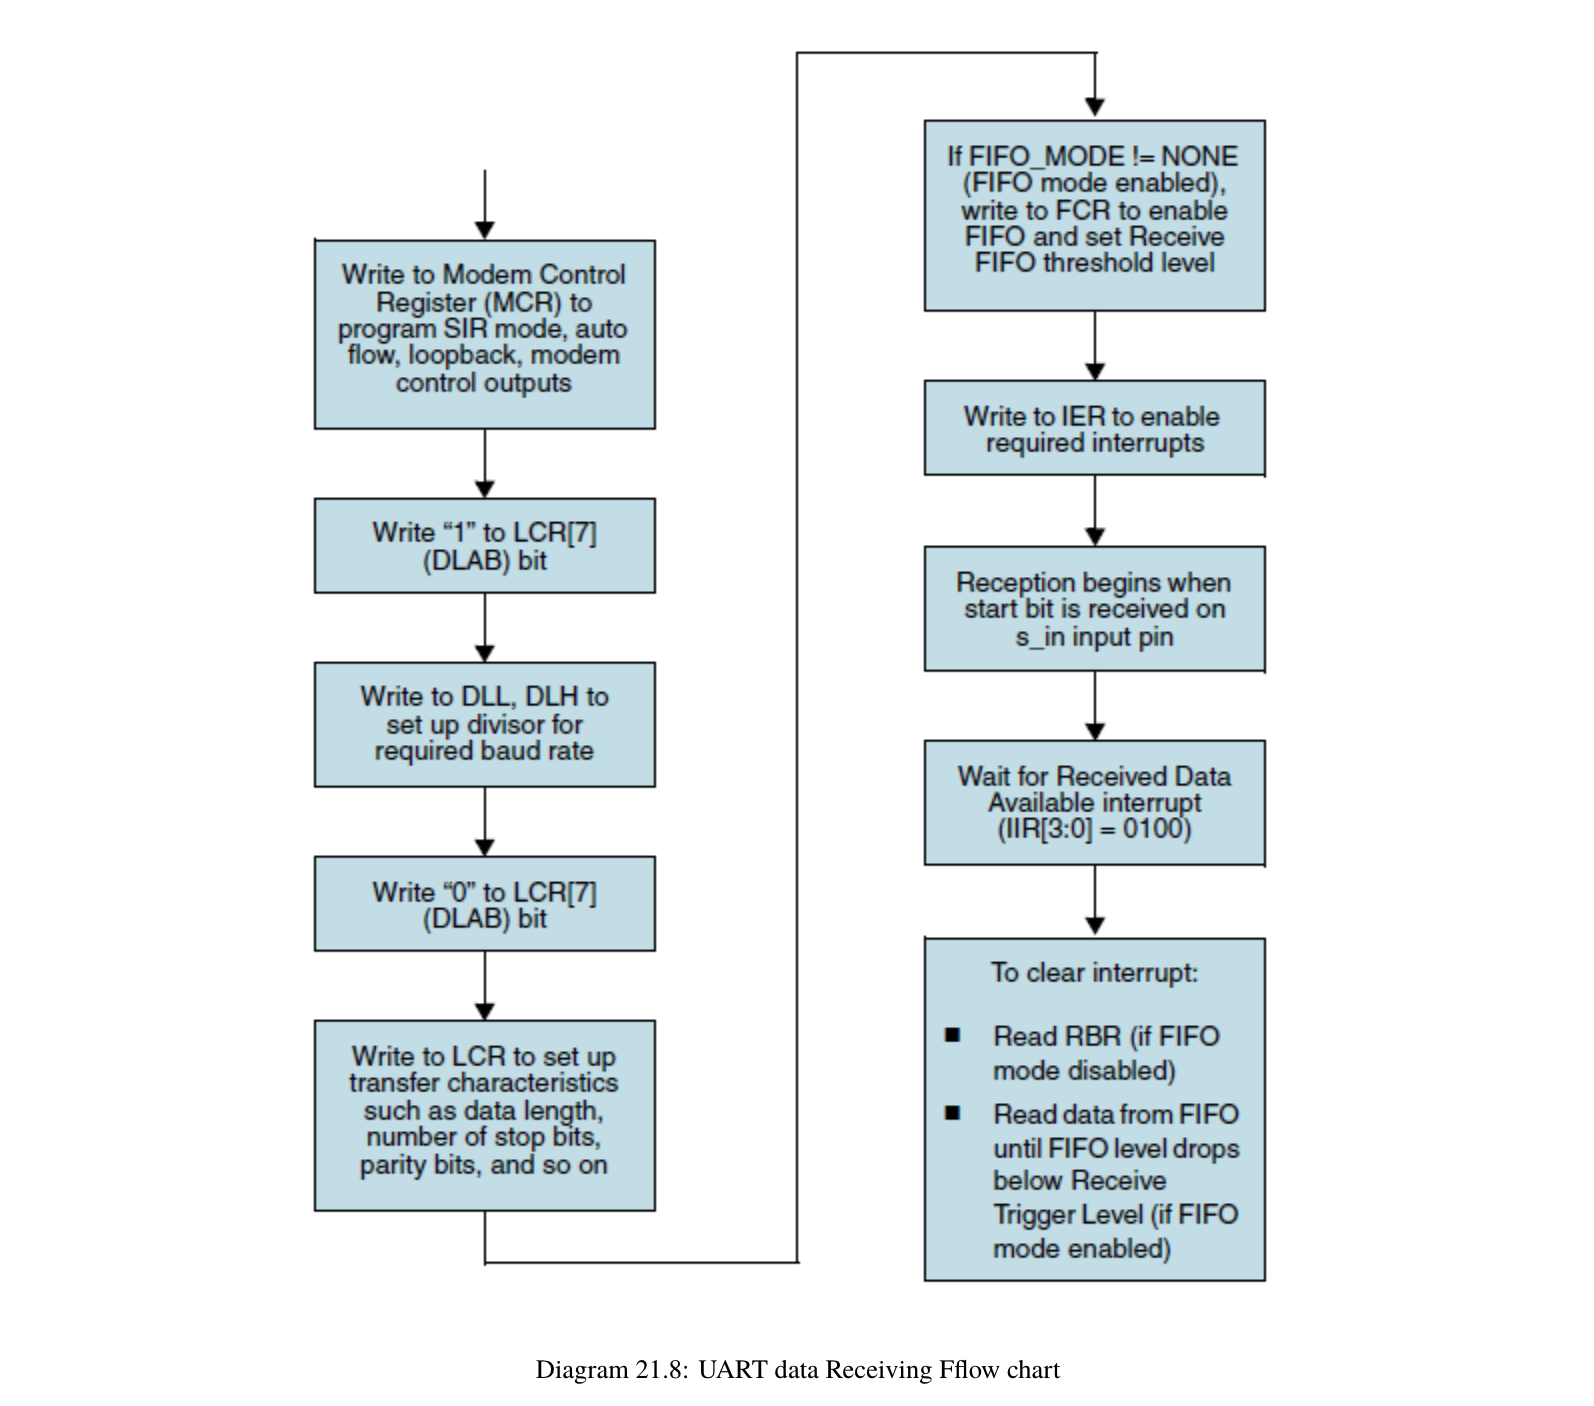 Write to Modem Control
Register (MCR) to
program SIR mode, auto
flow, loopback, modem
control outputs
Write “1” to LCR[7]
(DLAB) bit
Write to DLL, DLH to
set up divisor for
required baud rate
Write “0” to LCR[7]
(DLAB) bit
Write to LCR to set up
transfer characteristics
such as data length,
number of stop bits,
parity bits, and so on
If FIFO_MODE != NONE
(FIFO mode enabled),
write to FCR to enable
FIFO and set Receive
FIFO threshold level
Write to IER to enable
required interrupts
Reception begins when
start bit is received on
s_in input pin
Wait for Received Data
Available interrupt
(IIR[3:0] = 0100)
To clear interrupt:
■ Read RBR (if FIFO
mode disabled)
■ Read data from FIFO
until FIFO level drops
below Receive
Trigger Level (if FIFO
mode enabled)
Diagram 21.8: UART data Receiving Fflow chart